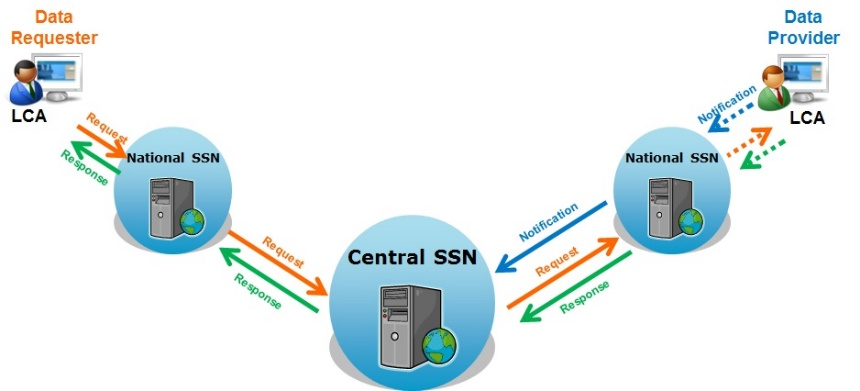 Data
Requester
LCA
Request
Response
National SSN
Request
Response
Central SSN
Notification
Request
Response
National SSN
Notification
Data
Provider
LCA